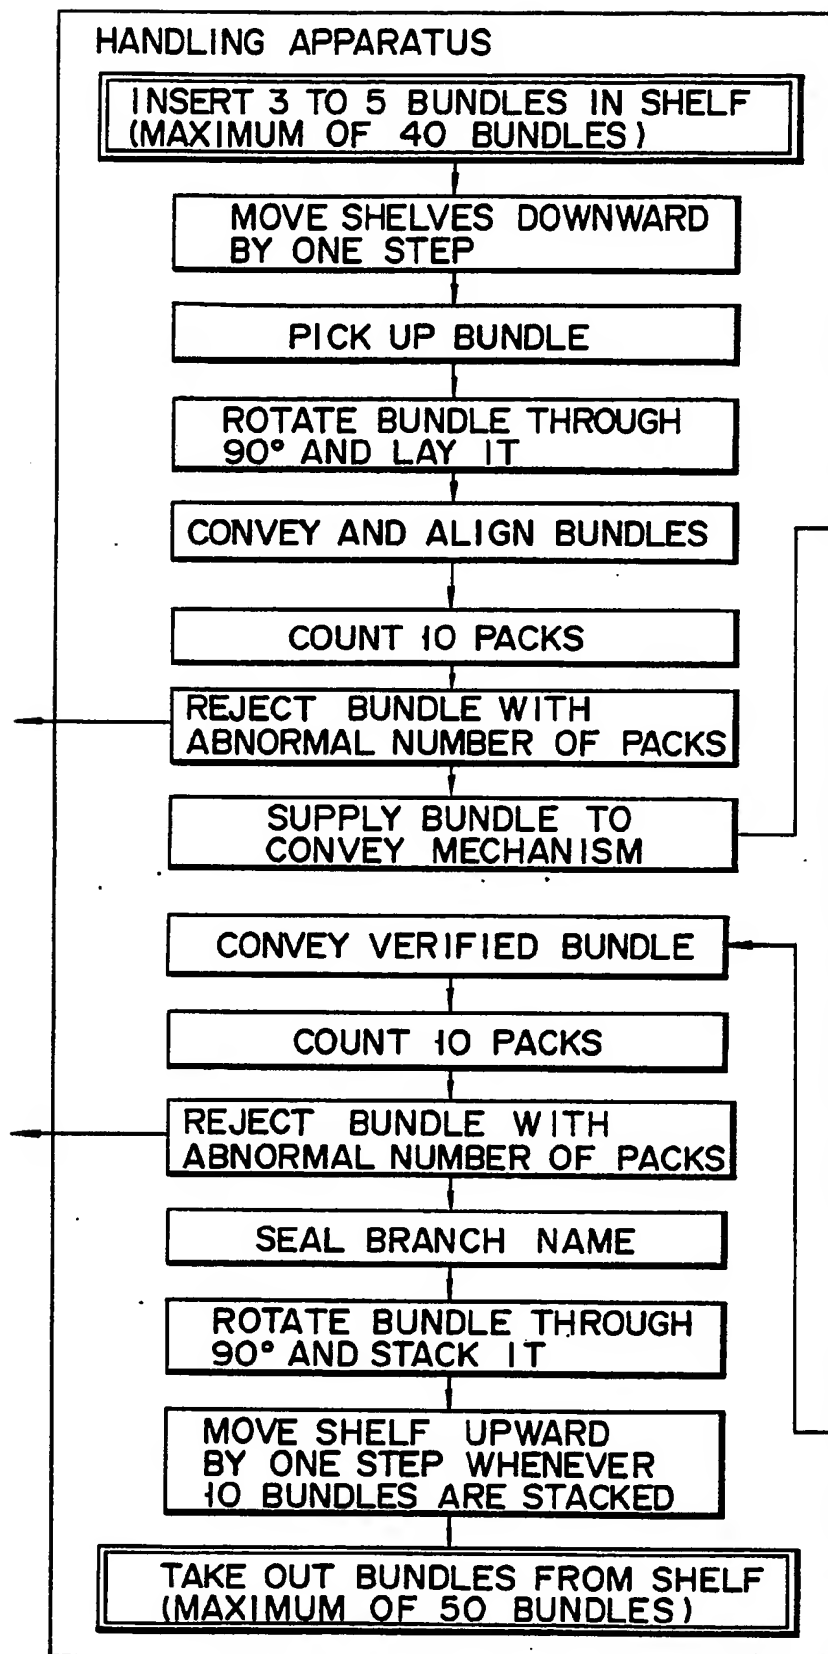 HANDLING APPARATUS
INSERT 3 TO 5 BUNDLES IN SHELF
(MAXIMUM OF 40 BUNDLES)
MOVE SHELVES DOWNWARD
BY ONE STEP
PICK UP BUNDLE
ROTATE BUNDLE THROUGH
90° AND LAY IT
CONVEY AND ALIGN BUNDLES
COUNT 10 PACKS
REJECT BUNDLE WITH
ABNORMAL NUMBER OF PACKS
SUPPLY BUNDLE TO
CONVEY MECHANISM
CONVEY VERIFIED BUNDLE
COUNT 10 PACKS
REJECT BUNDLE WITH
ABNORMAL NUMBER OF PACKS
SEAL BRANCH NAME
ROTATE BUNDLE THROUGH
90° AND STACK IT
MOVE SHELF UPWARD
BY ONE STEP WHENEVER
10 BUNDLES ARE STACKED
TAKE OUT BUNDLES FROM SHELF
(MAXIMUM OF 50 BUNDLES)